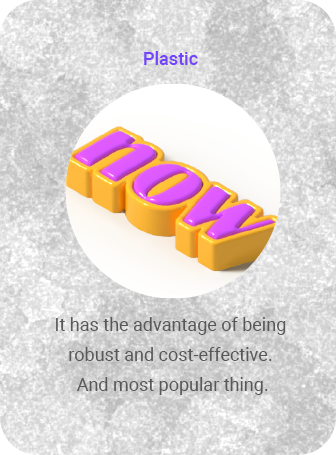 Plastic
now
It has the advantage of being
robust and cost-effective.
And most popular thing.